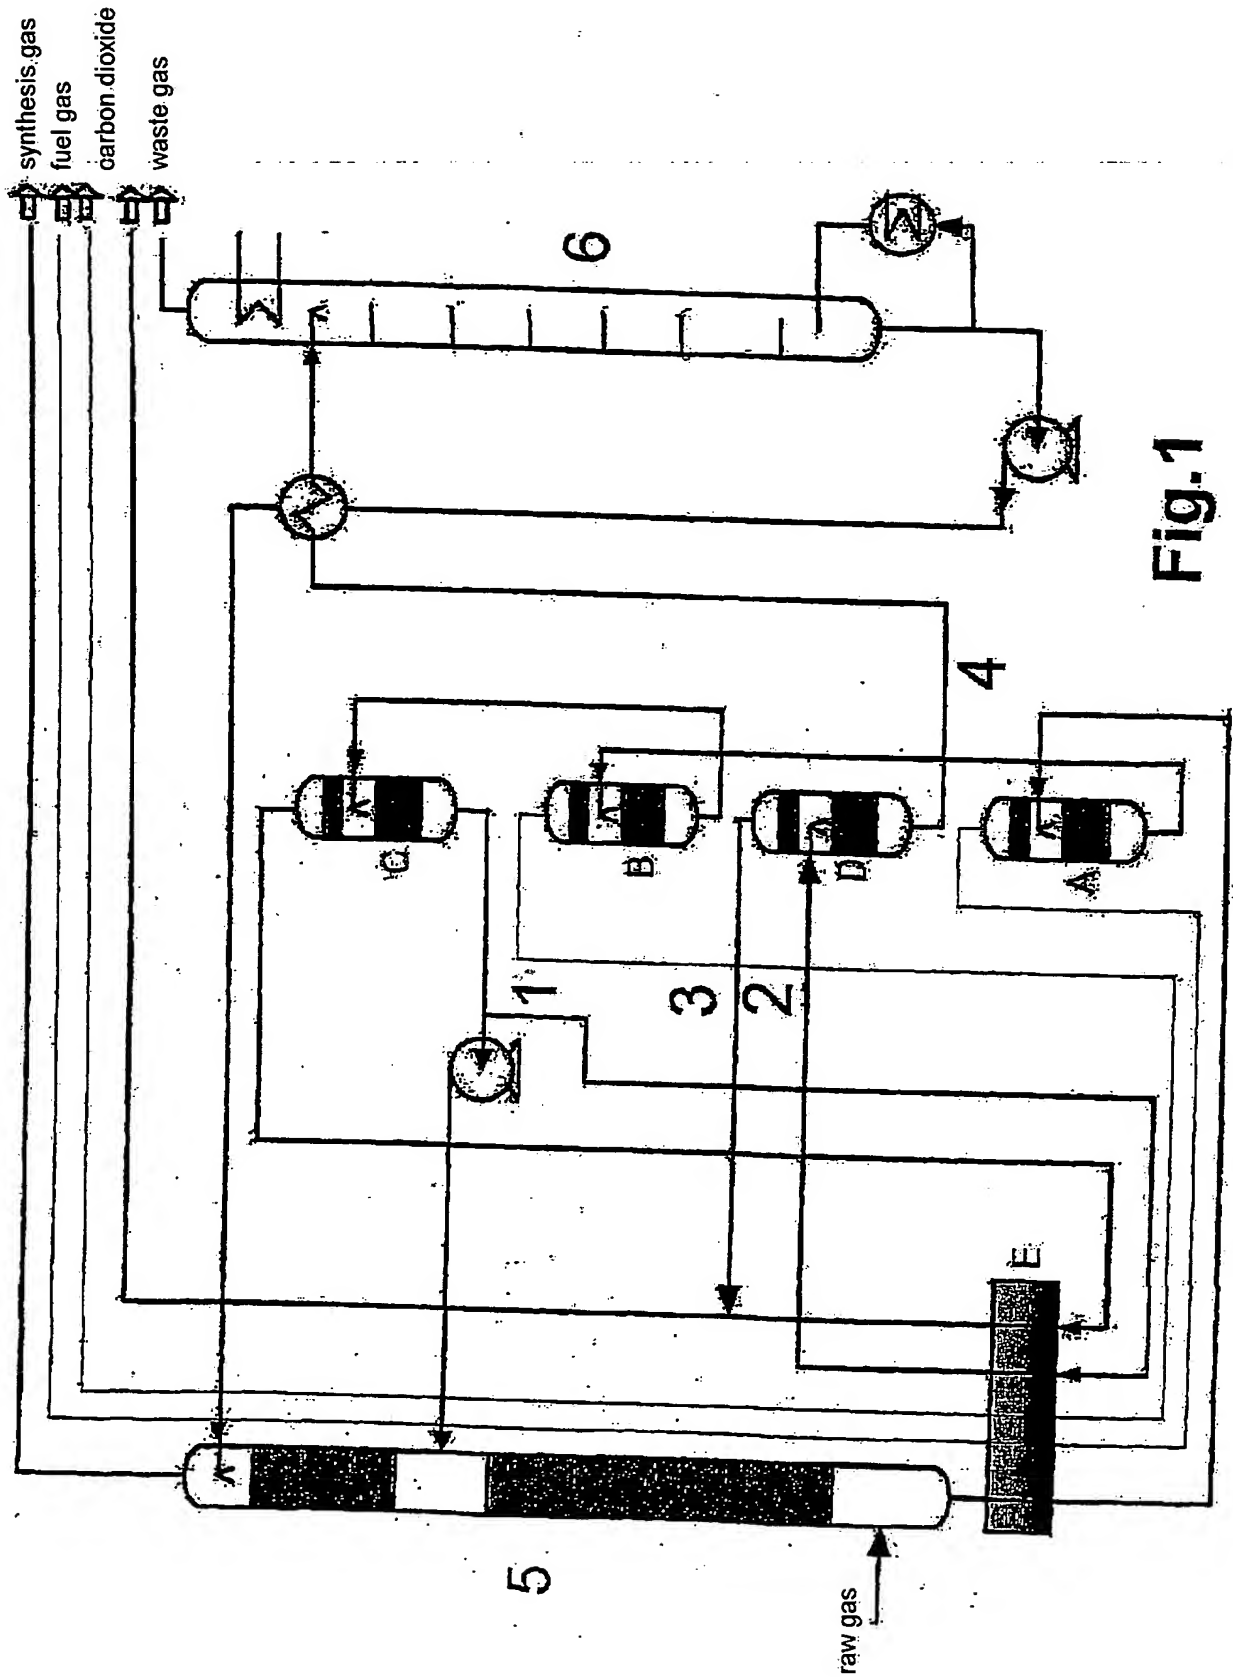 synthesis gas
fuel gas
carbon dioxide
waste gas
6
C
B
D
A
4
1
3
2
E
5
raw gas
Fig.1